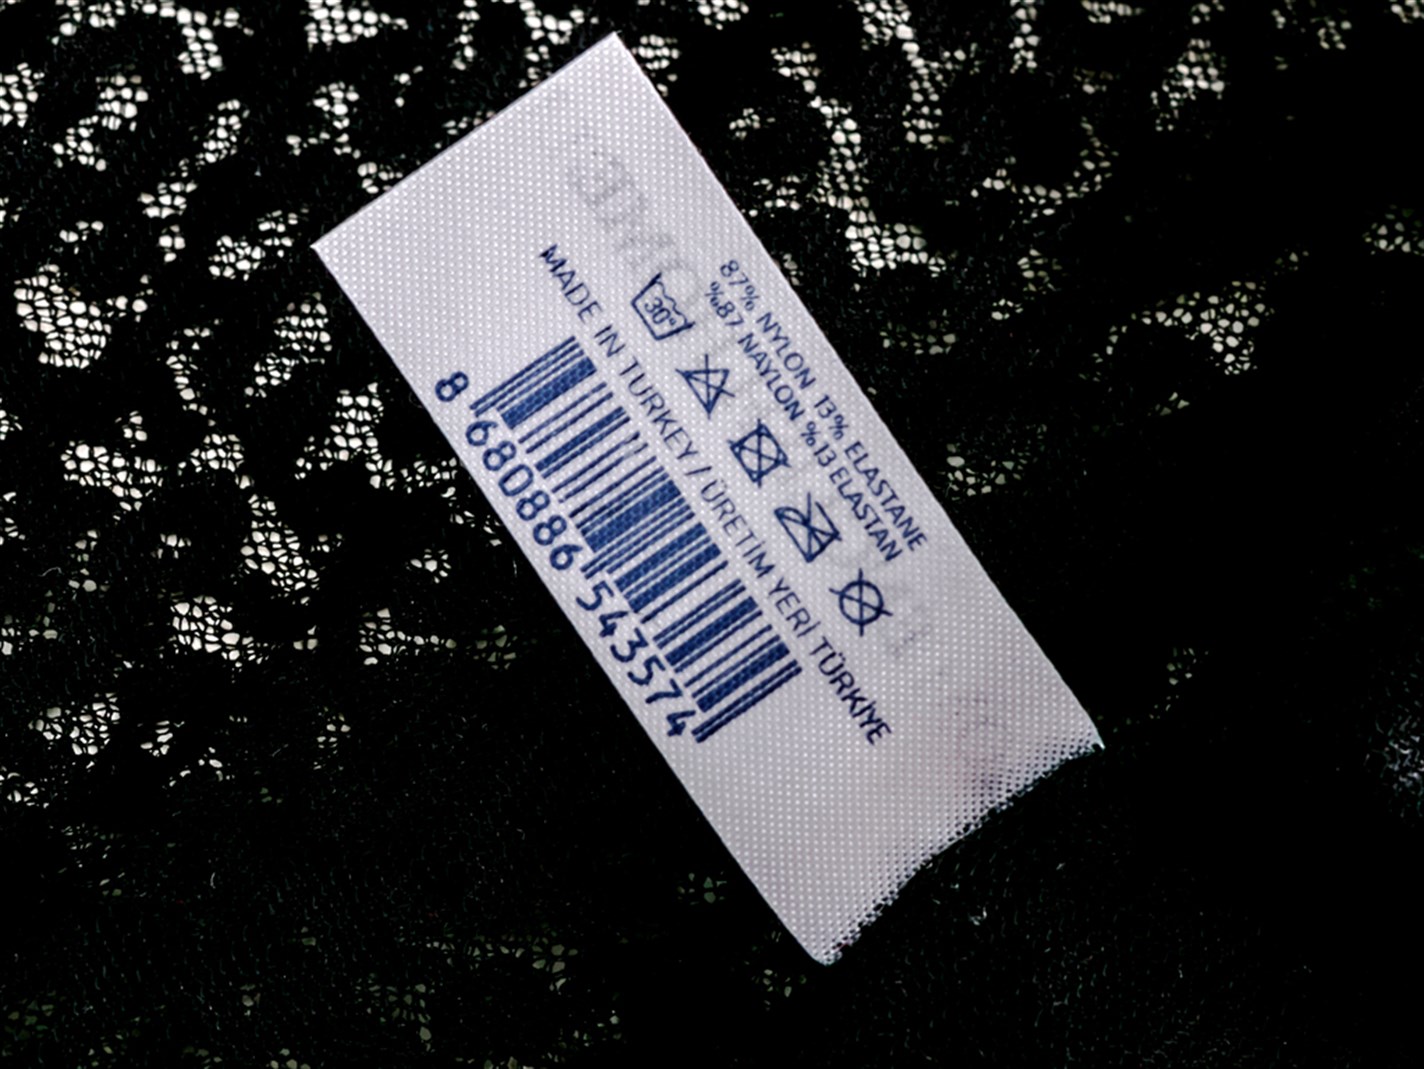 87% NYLON 13% ELASTANE
%87 NAYLON %13 ELASTAN
30°
MADE IN TURKEY / ÜRETİM YERİ TÜRKİYE
8 680886 543574